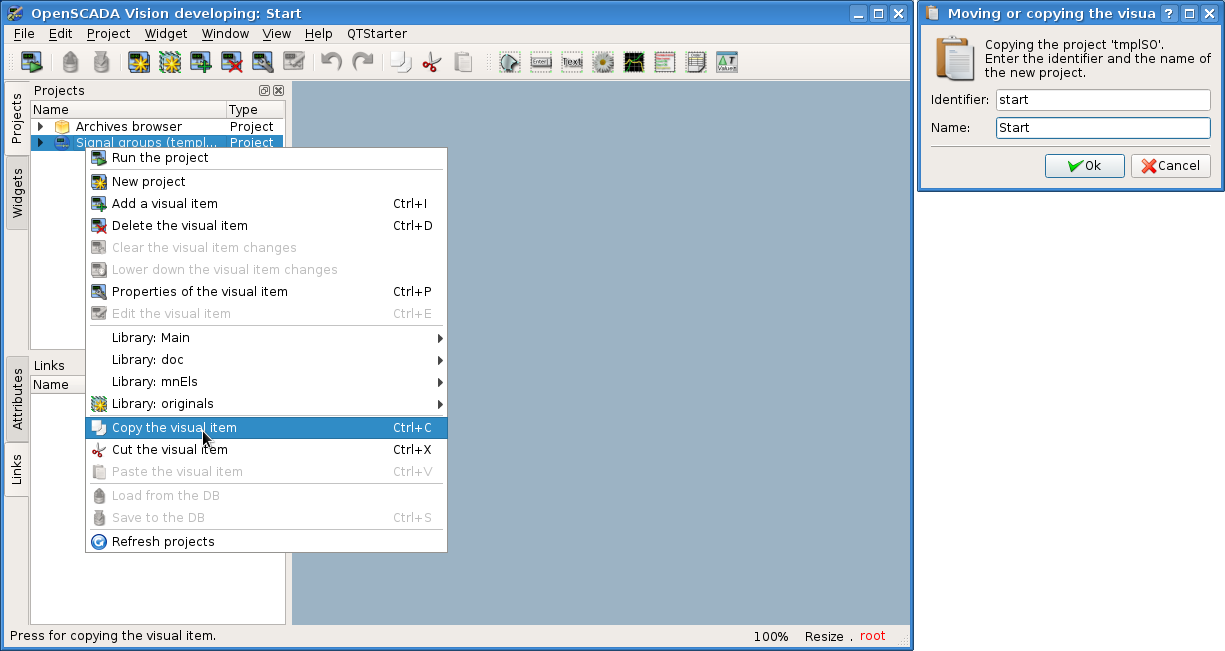 OpenSCADA Vision developing: Start
File Edit Project Widget Window View Help QTStarter
Projects
Widgets
Attributes
Links
Projects
Name Type
Archives browser Project
Signal groups (templ... Project
Run the project
New project
Add a visual item Ctrl+I
Delete the visual item Ctrl+D
Clear the visual item changes
Lower down the visual item changes
Properties of the visual item Ctrl+P
Edit the visual item Ctrl+E
Library: Main
Library: doc
Library: mnEls
Library: originals
Copy the visual item Ctrl+C
Cut the visual item Ctrl+X
Paste the visual item Ctrl+V
Load from the DB
Save to the DB Ctrl+S
Refresh projects
Links
Name
Press for copying the visual item.
100% Resize . root
Moving or copying the visua
Copying the project 'tmplSO'.
Enter the identifier and the name of
the new project.
Identifier: start
Name: Start
Ok Cancel